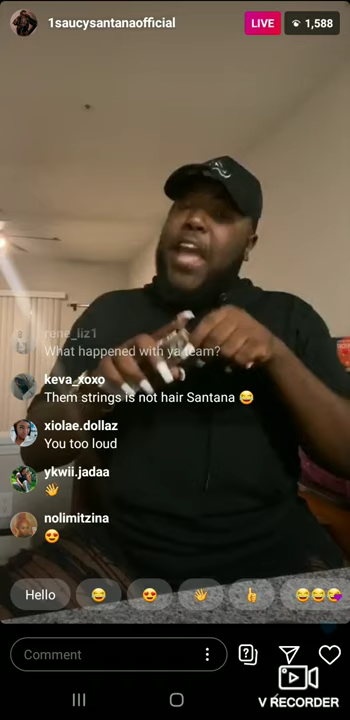 1saucysantanaofficial
LIVE
1,588
rene_liz1
What happened with ya team?
keva_xoxo
Them strings is not hair Santana 😂
xiolae.dollaz
You too loud
ykwii.jadaa
👋
nolimitzina
😍
Hello 😂 😍 👋 👍 😂😂😂
Comment
V RECORDER